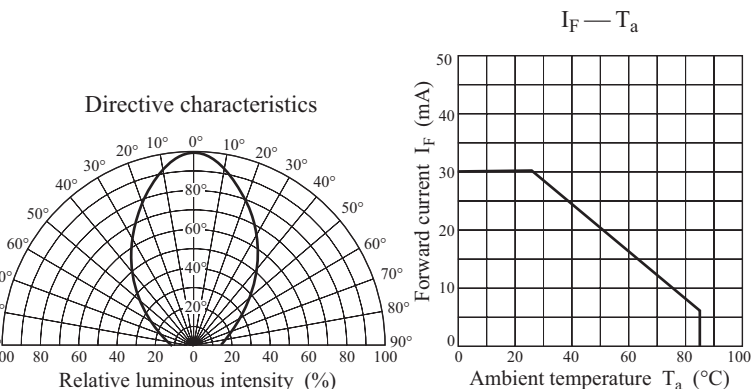 I_F — T_a
Directive characteristics
0°
10° 10°
20° 20°
30° 30°
40° 40°
50° 50°
60° 60°
70°
80°
90°
80°
60°
40°
20°
80 60 40 20 0 20 40 60 80 100
Relative luminous intensity (%)
Forward current I_F (mA)
50
40
30
20
10
0
0 20 40 60 80 100
Ambient temperature T_a (°C)